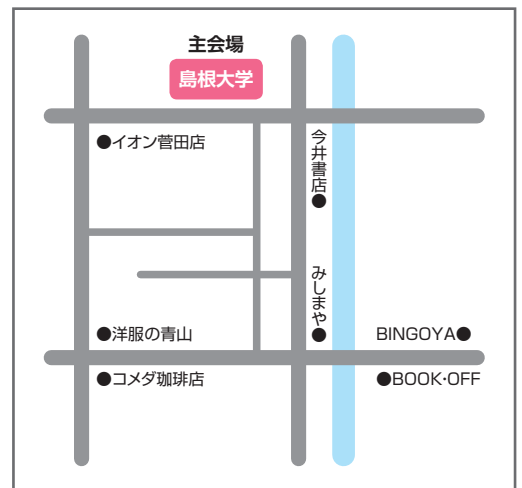 主会場
島根大学
●イオン菅田店
今井書店●
みしまや●
●洋服の青山
BINGOYA●
●コメダ珈琲店
●BOOK・OFF